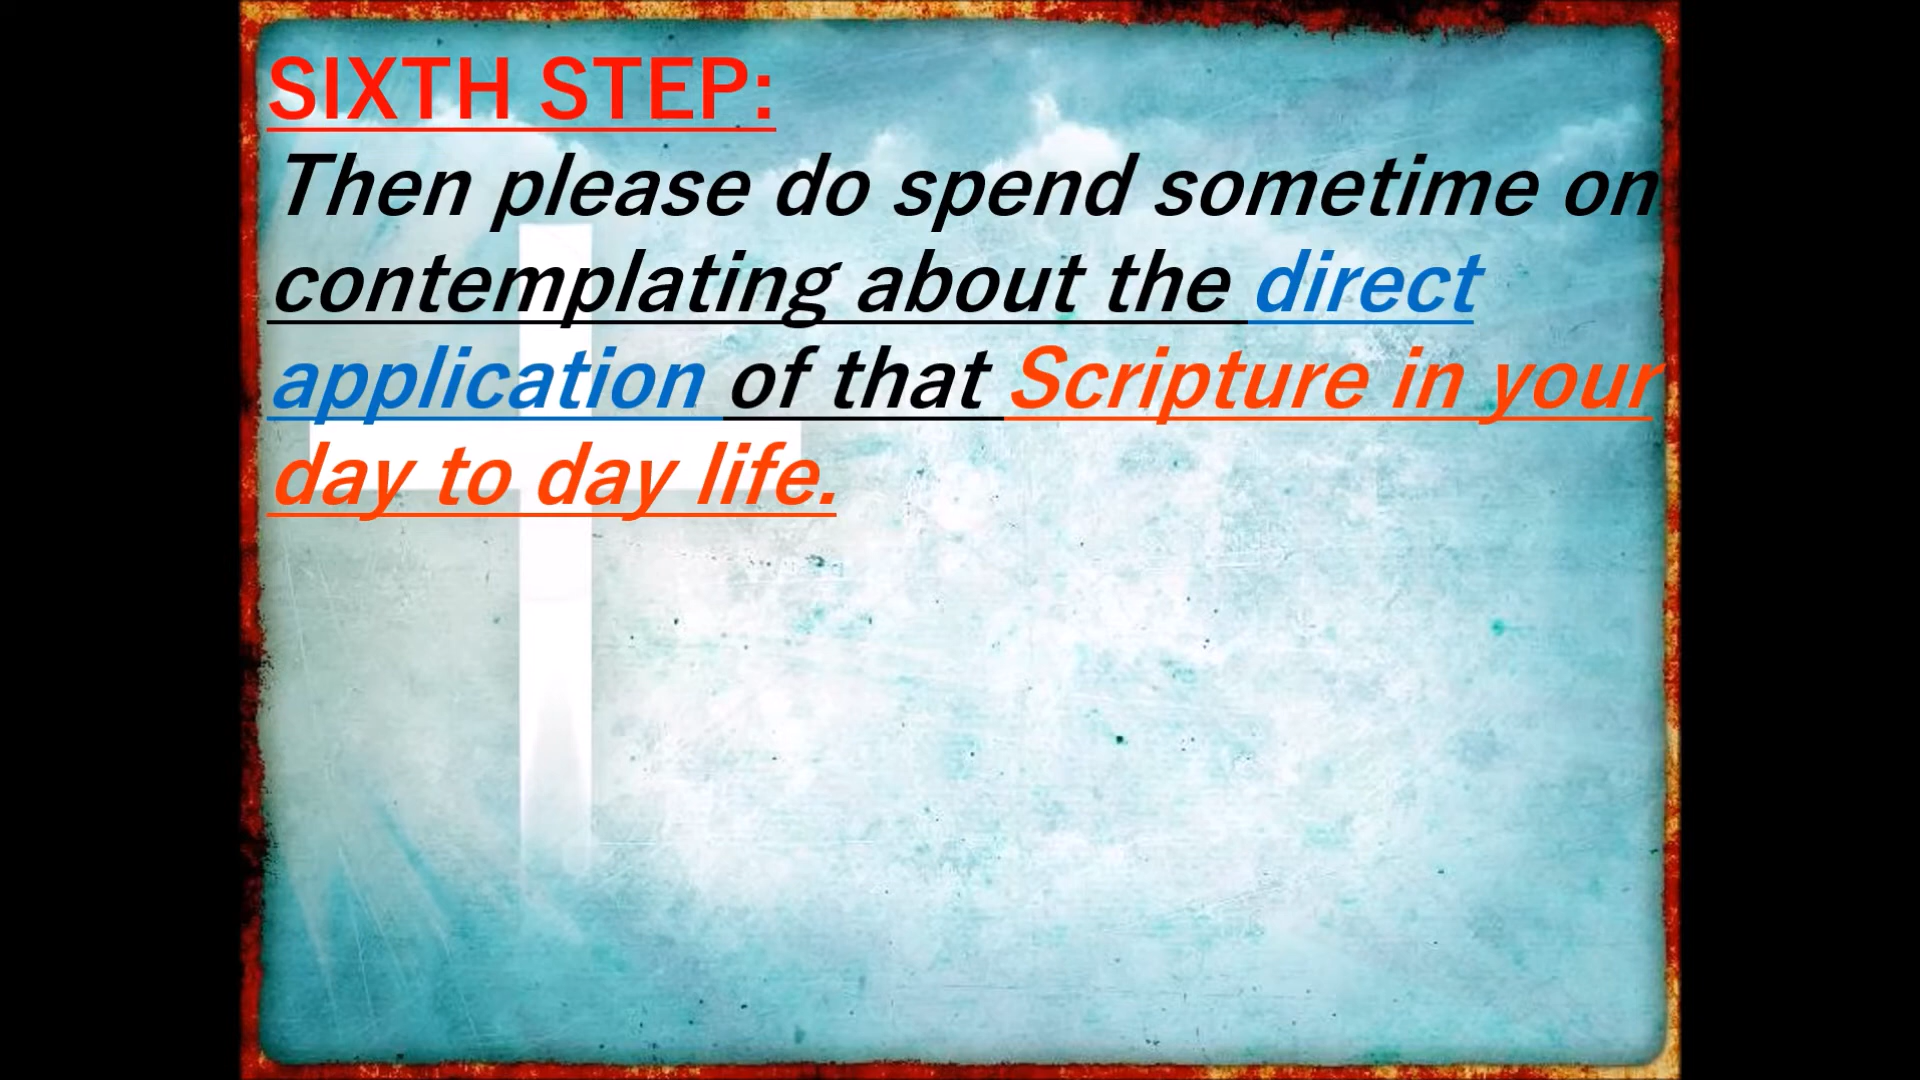 SIXTH STEP:
Then please do spend sometime on
contemplating about the direct
application of that Scripture in your
day to day life.